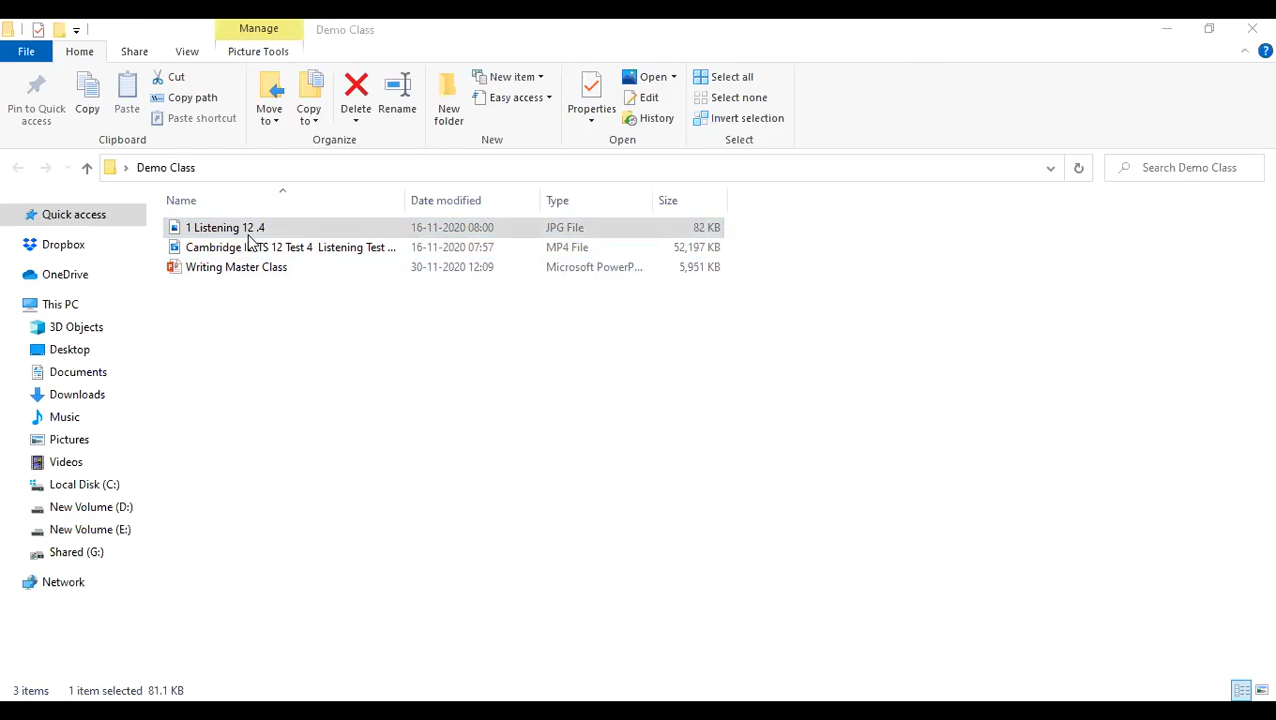 Manage
Demo Class
File
Home
Share
View
Picture Tools
Pin to Quick access
Copy
Paste
Cut
Copy path
Paste shortcut
Clipboard
Move to
Copy to
Delete
Rename
Organize
New folder
New item
Easy access
New
Properties
Open
Edit
History
Open
Select all
Select none
Invert selection
Select
Demo Class
Search Demo Class
Name
Date modified
Type
Size
Quick access
Dropbox
OneDrive
This PC
3D Objects
Desktop
Documents
Downloads
Music
Pictures
Videos
Local Disk (C:)
New Volume (D:)
New Volume (E:)
Shared (G:)
Network
1 Listening 12 .4 16-11-2020 08:00 JPG File 82 KB
Cambridge 12 Test 4 Listening Test ... 16-11-2020 07:57 MP4 File 52,197 KB
Writing Master Class 30-11-2020 12:09 Microsoft PowerP... 5,951 KB
3 items 1 item selected 81.1 KB